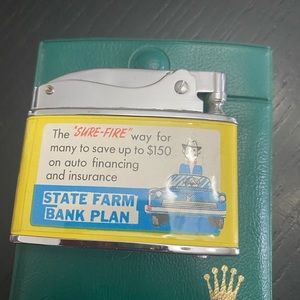 The "SURE-FIRE" way for
many to save up to $150
on auto financing
and insurance
STATE FARM
BANK PLAN